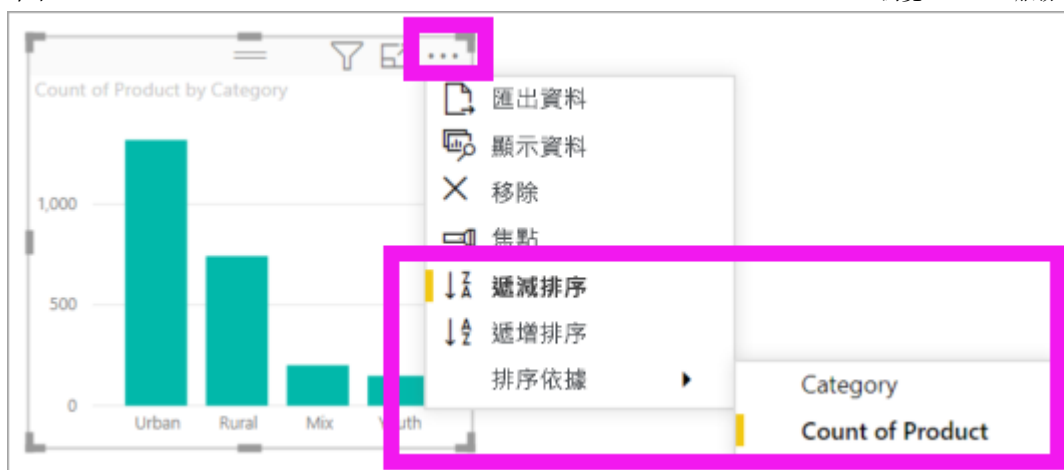 Count of Product by Category
1,000
500
0
Urban
Rural
Mix
匯出資料
顯示資料
移除
焦點
遞減排序
遞增排序
排序依據
Category
Count of Product